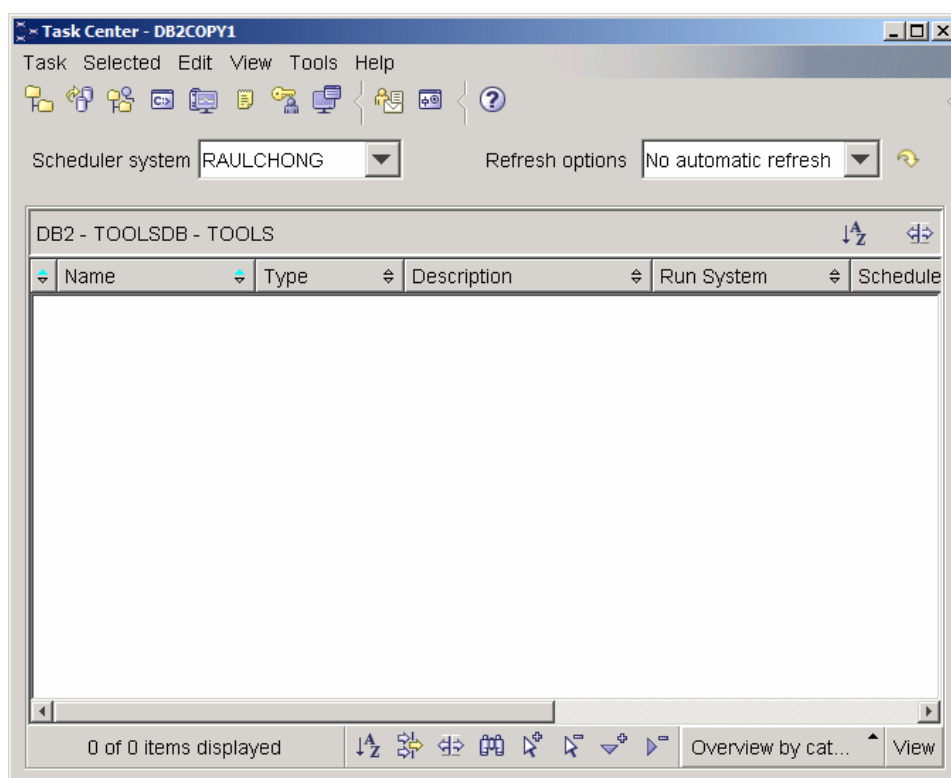 Task Center - DB2COPY1
Task Selected Edit View Tools Help
Scheduler system RAULCHONG Refresh options No automatic refresh
DB2 - TOOLSDB - TOOLS
Name Type Description Run System Schedule
0 of 0 items displayed Overview by cat... View